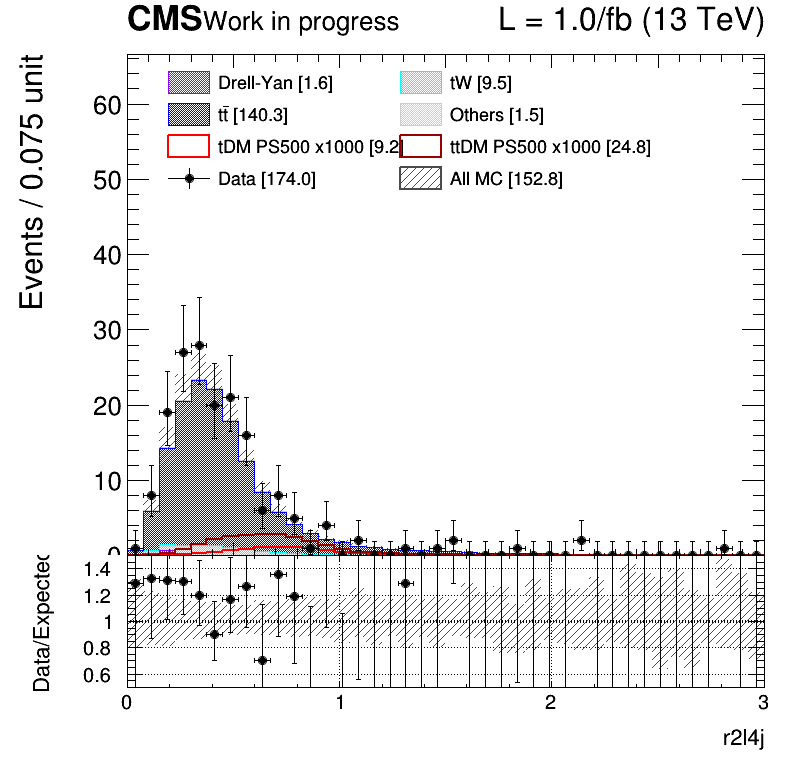 CMS Work in progress L = 1.0/fb (13 TeV)
Events / 0.075 unit
Drell-Yan [1.6] tW [9.5]
tt̄ [140.3] Others [1.5]
tDM PS500 x1000 [9.2 ttDM PS500 x1000 [24.8]
Data [174.0] All MC [152.8]
60
50
40
30
20
10
0
Data/Expected
1.4
1.2
1
0.8
0.6
0 1 2 3
r2l4j